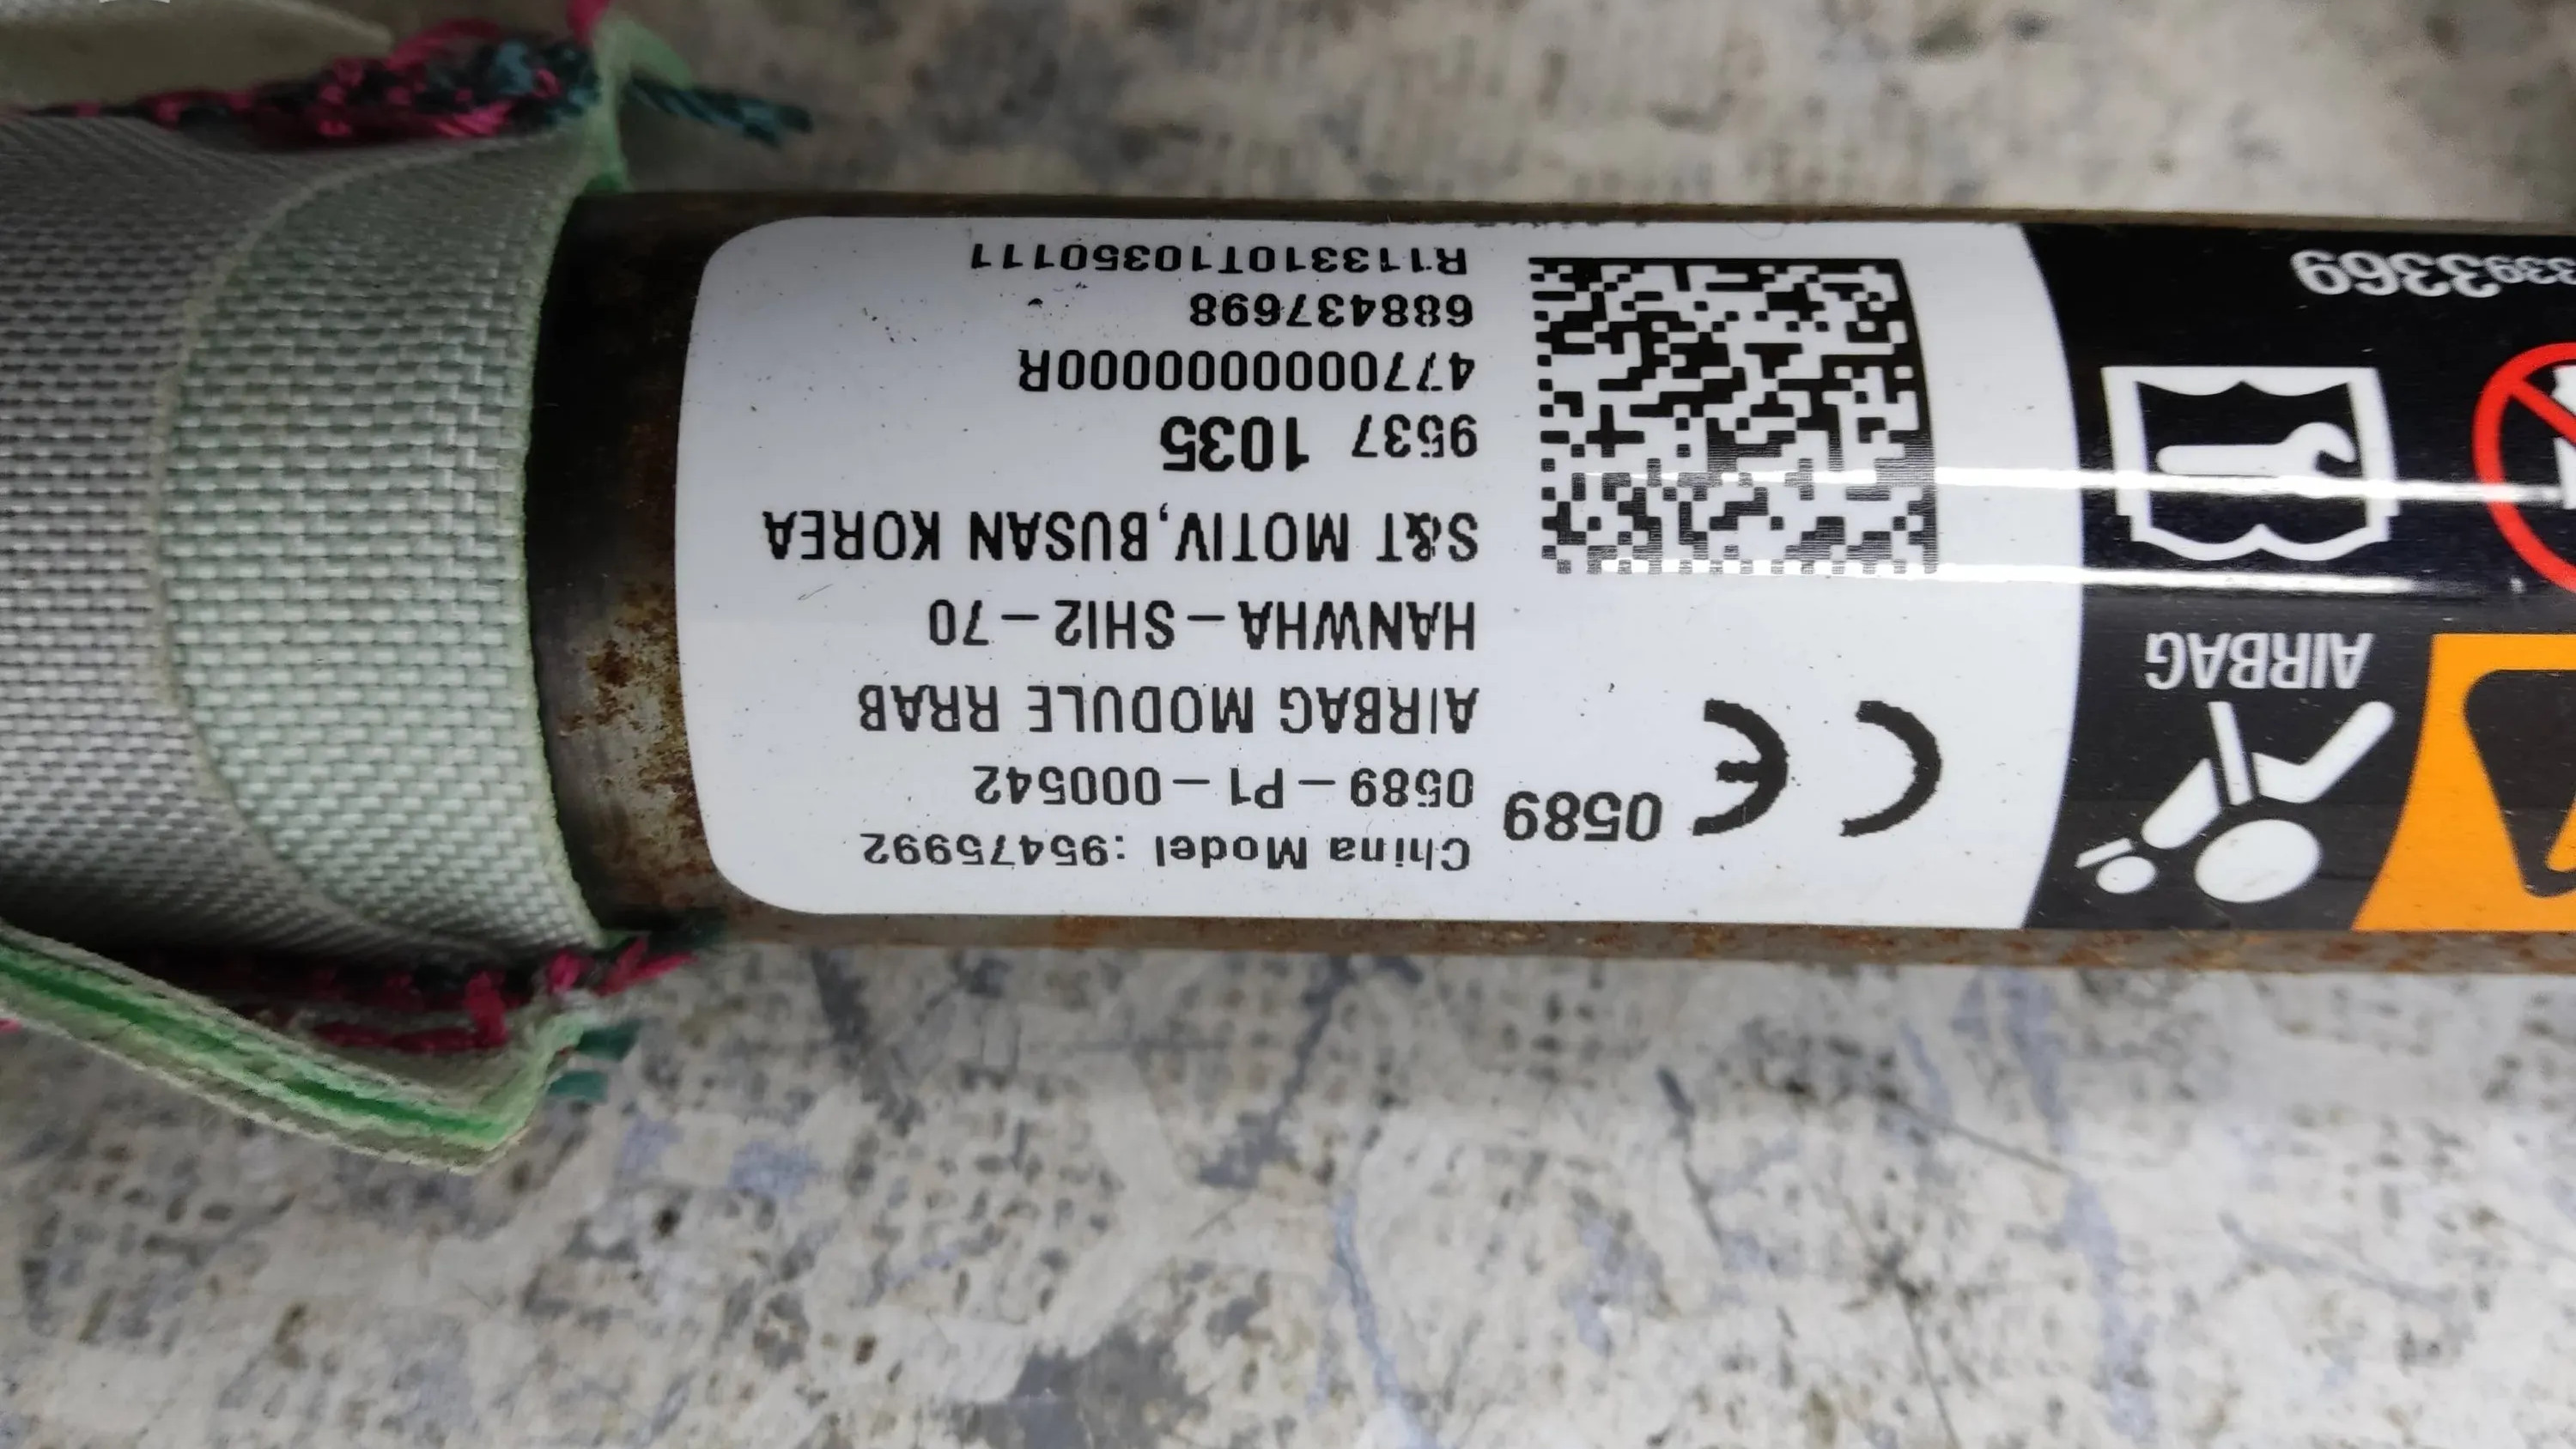 AIRBAG
0589
China Model :95475992
0589-P1-000542
AIRBAG MODULE RRAB
HANWHA-SHI2-70
S&T MOTIV,BUSAN KOREA
9537 1035
4770000000000R
688437698
R113310T10350111